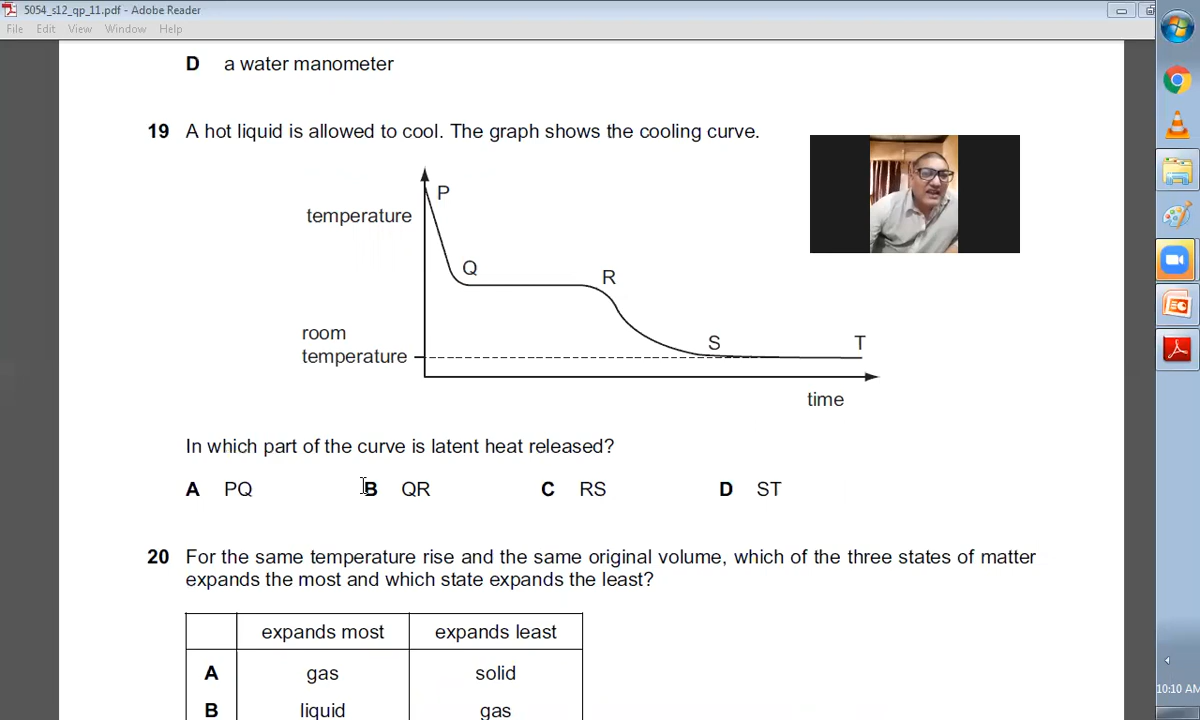 5054_s12_qp_11.pdf - Adobe Reader
File Edit View Window Help
D a water manometer
19 A hot liquid is allowed to cool. The graph shows the cooling curve.
P
temperature
Q
R
room
temperature
S
T
time
In which part of the curve is latent heat released?
A PQ B QR C RS D ST
20 For the same temperature rise and the same original volume, which of the three states of matter
expands the most and which state expands the least?
expands most expands least
A gas solid
B liquid gas
10:10 AM